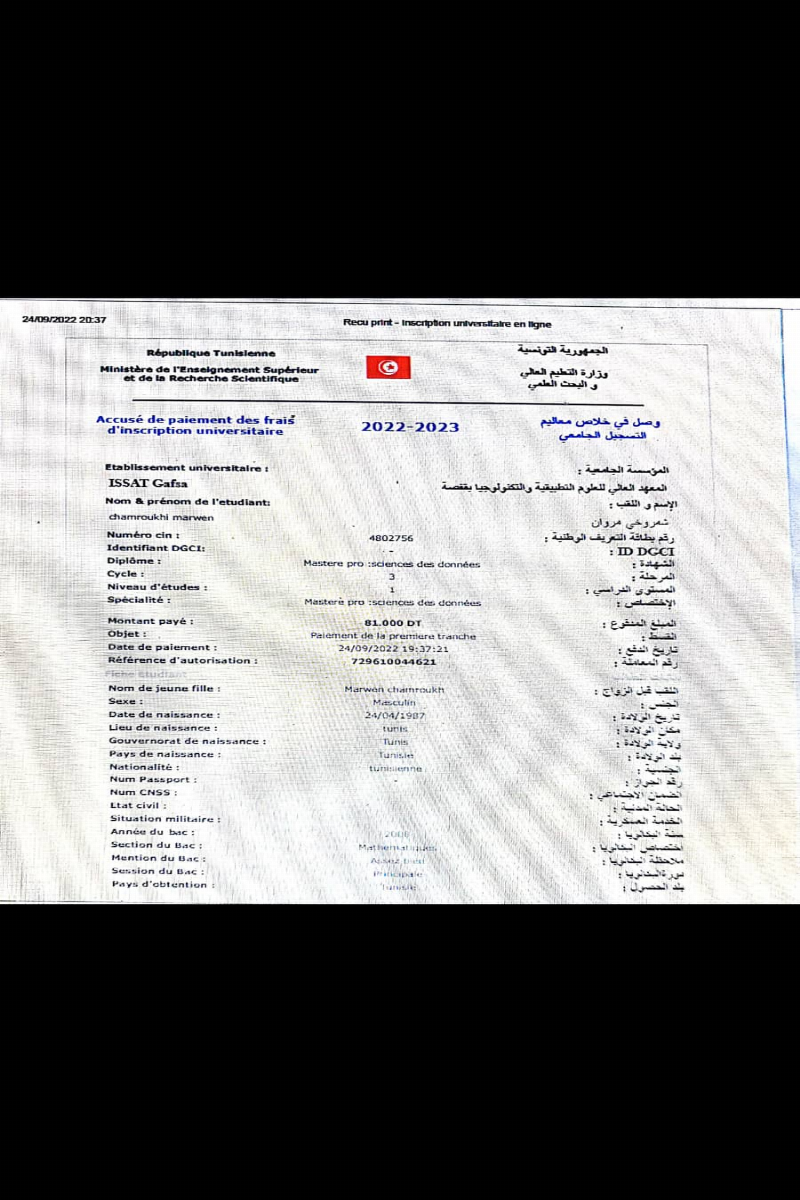 24/09/2022 20:37
Recu print - Inscription universitaire en ligne
République Tunisienne
Ministère de l'Enseignement Supérieur
et de la Recherche Scientifique
الجمهورية التونسية
وزارة التعليم العالي
و البحث العلمي
Accusé de paiement des frais
d'inscription universitaire
2022-2023
وصل في خلاص معاليم
التسجيل الجامعي
Etablissement universitaire : المؤسسة الجامعية :
ISSAT Gafsa المعهد العالي للعلوم التطبيقية والتكنولوجيا بقفصة
Nom & prénom de l'etudiant: الإسم و اللقب :
chamroukhi marwen شمروخي مروان
Numéro cin : 4802756 رقم بطاقة التعريف الوطنية :
Identifiant DGCI: - ID DGCI :
Diplôme : Mastere pro :sciences des données الشهادة :
Cycle : 3 المرحلة :
Niveau d'études : 1 المستوى الدراسي :
Spécialité : Mastere pro :sciences des données الإختصاص :
Montant payé : 81.000 DT المبلغ المدفوع :
Objet : Paiement de la premiere tranche القسط :
Date de paiement : 24/09/2022 19:37:21 تاريخ الدفع :
Référence d'autorisation : 729610044621 رقم المعاملة :
Fiche étudiant
Nom de jeune fille : Marwen chamroukh اللقب قبل الزواج :
Sexe : Masculin الجنس :
Date de naissance : 24/04/1987 تاريخ الولادة :
Lieu de naissance : tunis مكان الولادة :
Gouvernorat de naissance : Tunis ولاية الولادة :
Pays de naissance : Tunisie بلد الولادة :
Nationalité : tunisienne الجنسية :
Num Passport : - رقم الجواز :
Num CNSS : الضمان الاجتماعي :
Etat civil : الحالة المدنية :
Situation militaire : الخدمة العسكرية :
Année du bac : سنة البكالوريا :
Section du Bac : Mathematiques إختصاص البكالوريا :
Mention du Bac : Assez bien ملاحظة البكالوريا :
Session du Bac : Principale دورة البكالوريا :
Pays d'obtention : Tunisie بلد الحصول :